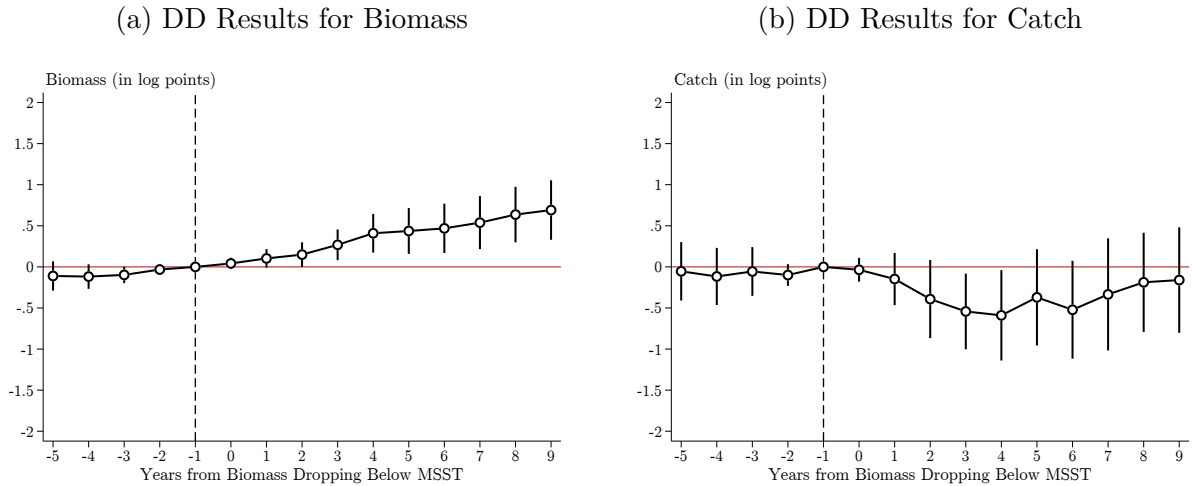 (a) DD Results for Biomass
Biomass (in log points)
2
1.5
1
.5
0
-.5
-1
-1.5
-2
-5 -4 -3 -2 -1 0 1 2 3 4 5 6 7 8 9
Years from Biomass Dropping Below MSST
(b) DD Results for Catch
Catch (in log points)
2
1.5
1
.5
0
-.5
-1
-1.5
-2
-5 -4 -3 -2 -1 0 1 2 3 4 5 6 7 8 9
Years from Biomass Dropping Below MSST